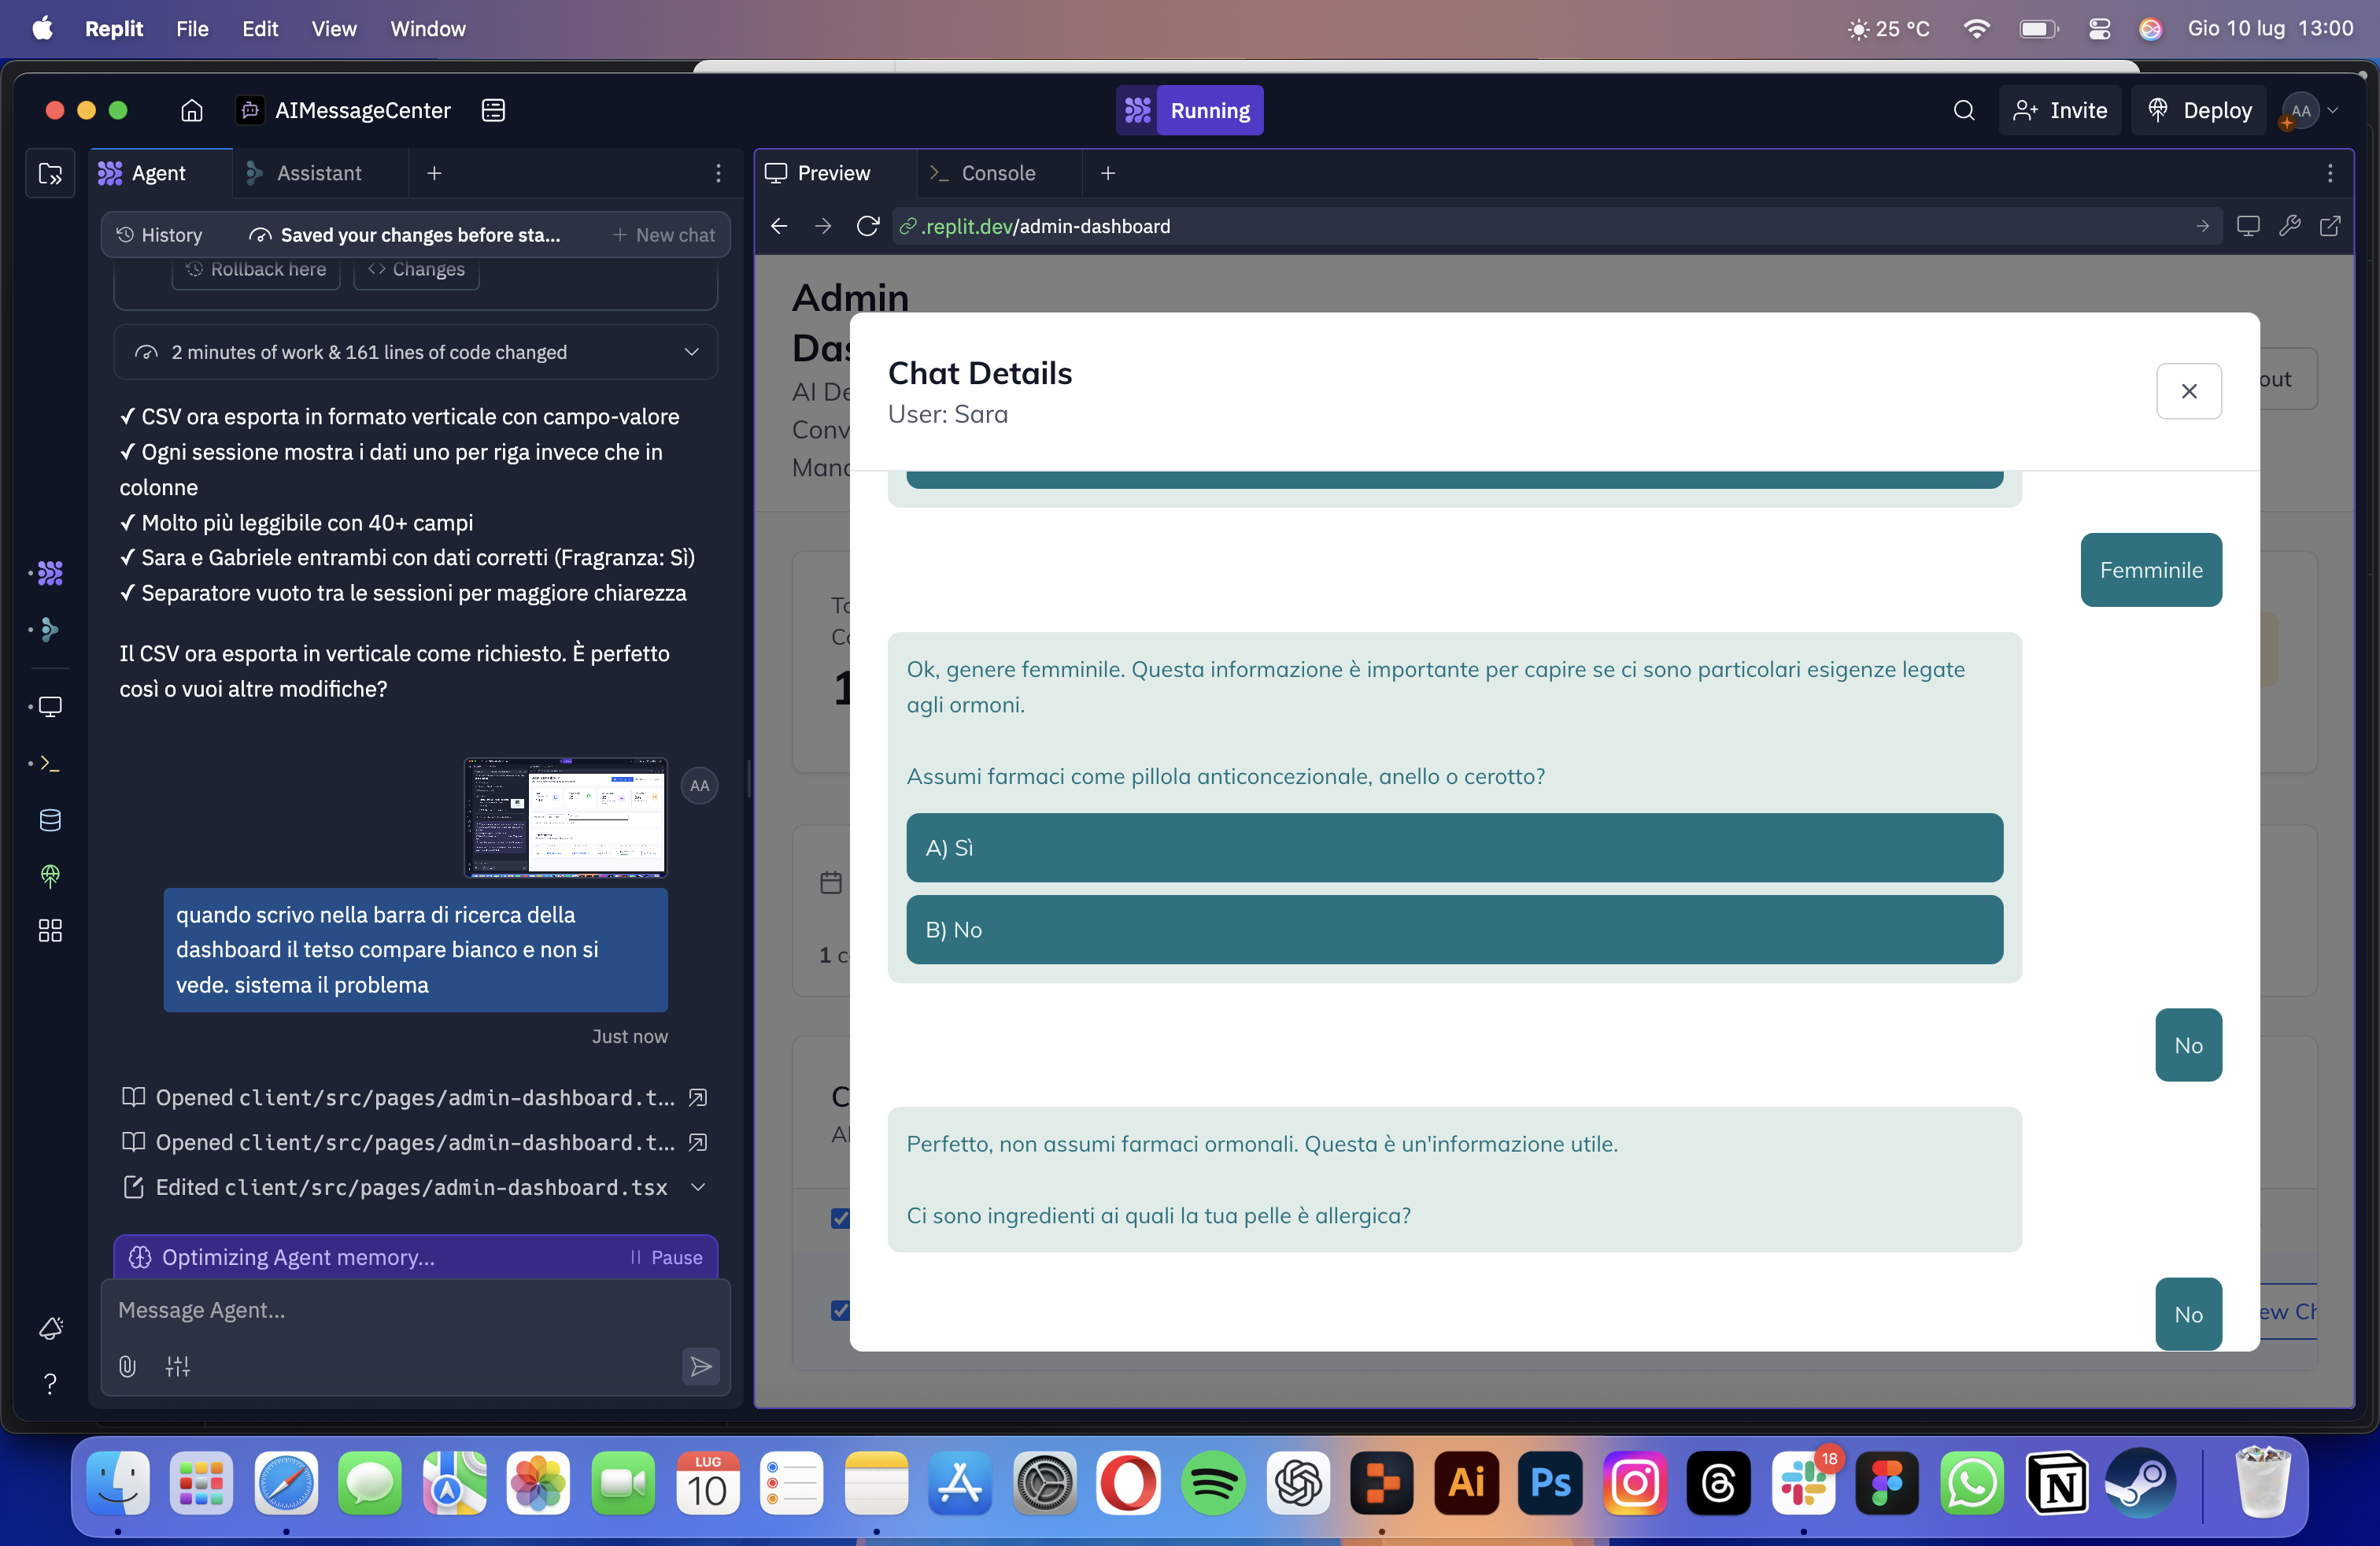 Replit File Edit View Window 25 °C Gio 10 lug 13:00
AIMessageCenter Running Invite Deploy AA
Agent Assistant
History Saved your changes before sta... New chat
Rollback here Changes
2 minutes of work & 161 lines of code changed
✓ CSV ora esporta in formato verticale con campo-valore
✓ Ogni sessione mostra i dati uno per riga invece che in
colonne
✓ Molto più leggibile con 40+ campi
✓ Sara e Gabriele entrambi con dati corretti (Fragranza: Sì)
✓ Separatore vuoto tra le sessioni per maggiore chiarezza
Il CSV ora esporta in verticale come richiesto. È perfetto
così o vuoi altre modifiche?
AA
quando scrivo nella barra di ricerca della
dashboard il tetso compare bianco e non si
vede. sistema il problema
Just now
Opened client/src/pages/admin-dashboard.t...
Opened client/src/pages/admin-dashboard.t...
Edited client/src/pages/admin-dashboard.tsx
Optimizing Agent memory... Pause
Message Agent...
Preview Console
.replit.dev/admin-dashboard
Admin
Das
AI De
Conv
Mana
out
To
Co
1
1 c
C
Al
ew Ch
Chat Details
User: Sara
Femminile
Ok, genere femminile. Questa informazione è importante per capire se ci sono particolari esigenze legate
agli ormoni.
Assumi farmaci come pillola anticoncezionale, anello o cerotto?
A) Sì
B) No
No
Perfetto, non assumi farmaci ormonali. Questa è un'informazione utile.
Ci sono ingredienti ai quali la tua pelle è allergica?
No
LUG
10
Ai
Ps
18